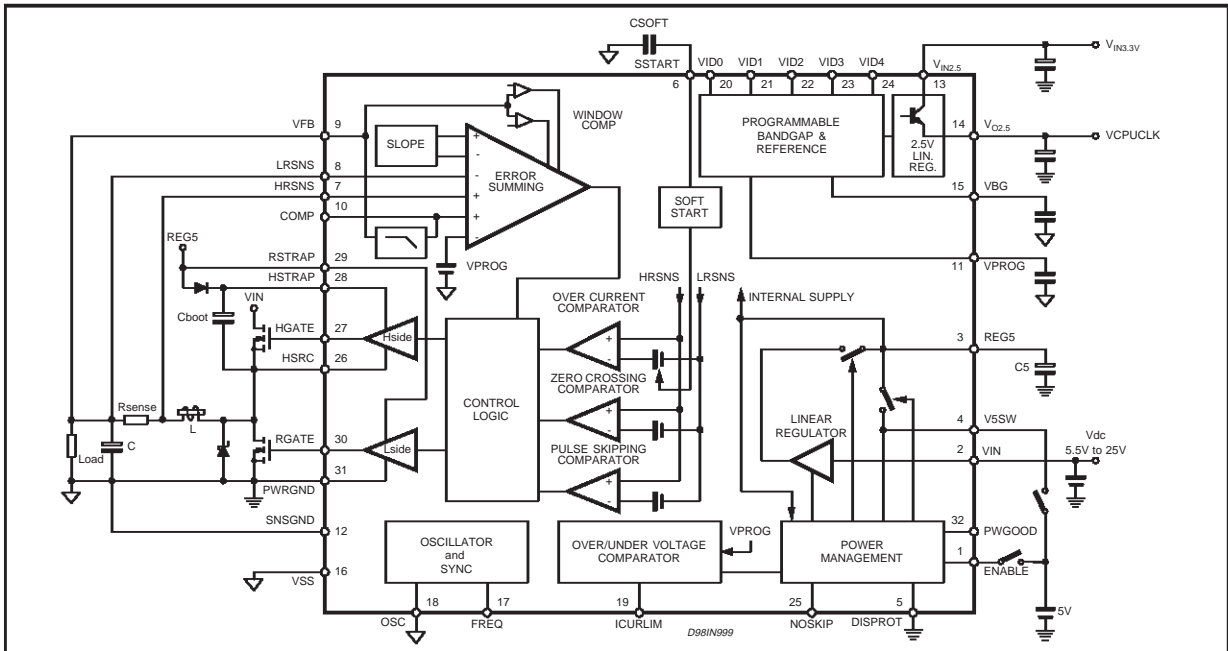 CSOFT
SSTART
6
VID0
VID1
VID2
VID3
VID4
20
21
22
23
24
VIN2.5
13
VIN3.3V
VFB
9
LRSNS
8
HRSNS
7
COMP
10
SLOPE
+
-
-
+
+
-
ERROR
SUMMING
WINDOW
COMP
VPROG
PROGRAMMABLE
BANDGAP &
REFERENCE
2.5V
LIN.
REG.
14
VO2.5
VCPUCLK
15
VBG
SOFT
START
11
VPROG
REG5
RSTRAP
29
HSTRAP
28
Cboot
VIN
HGATE
27
HSRC
26
Hside
HRSNS
LRSNS
INTERNAL SUPPLY
OVER CURRENT
COMPARATOR
+
-
ZERO CROSSING
COMPARATOR
+
-
PULSE SKIPPING
COMPARATOR
+
-
CONTROL
LOGIC
3
REG5
C5
LINEAR
REGULATOR
4
V5SW
2
VIN
Vdc
5.5V to 25V
Rsense
L
C
Load
RGATE
30
Lside
31
PWRGND
SNSGND
12
VSS
16
OSCILLATOR
and
SYNC
OVER/UNDER VOLTAGE
COMPARATOR
VPROG
POWER
MANAGEMENT
32
PWGOOD
1
ENABLE
5V
OSC
18
17
FREQ
19
ICURLIM
25
NOSKIP
5
DISPROT
D98IN999